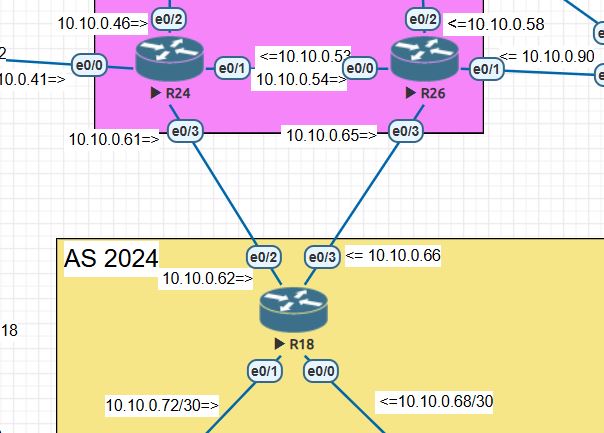 10.10.0.46=>
e0/2
e0/2
<=10.10.0.58
2
e0/0
e0/1
<=10.10.0.53
10.10.0.54=>
e0/0
e0/1
<= 10.10.0.90
0.10.0.41=>
R24
R26
10.10.0.61=>
e0/3
10.10.0.65=>
e0/3
AS 2024
e0/2
e0/3
<= 10.10.0.66
10.10.0.62=>
18
R18
e0/1
e0/0
10.10.0.72/30=>
<=10.10.0.68/30